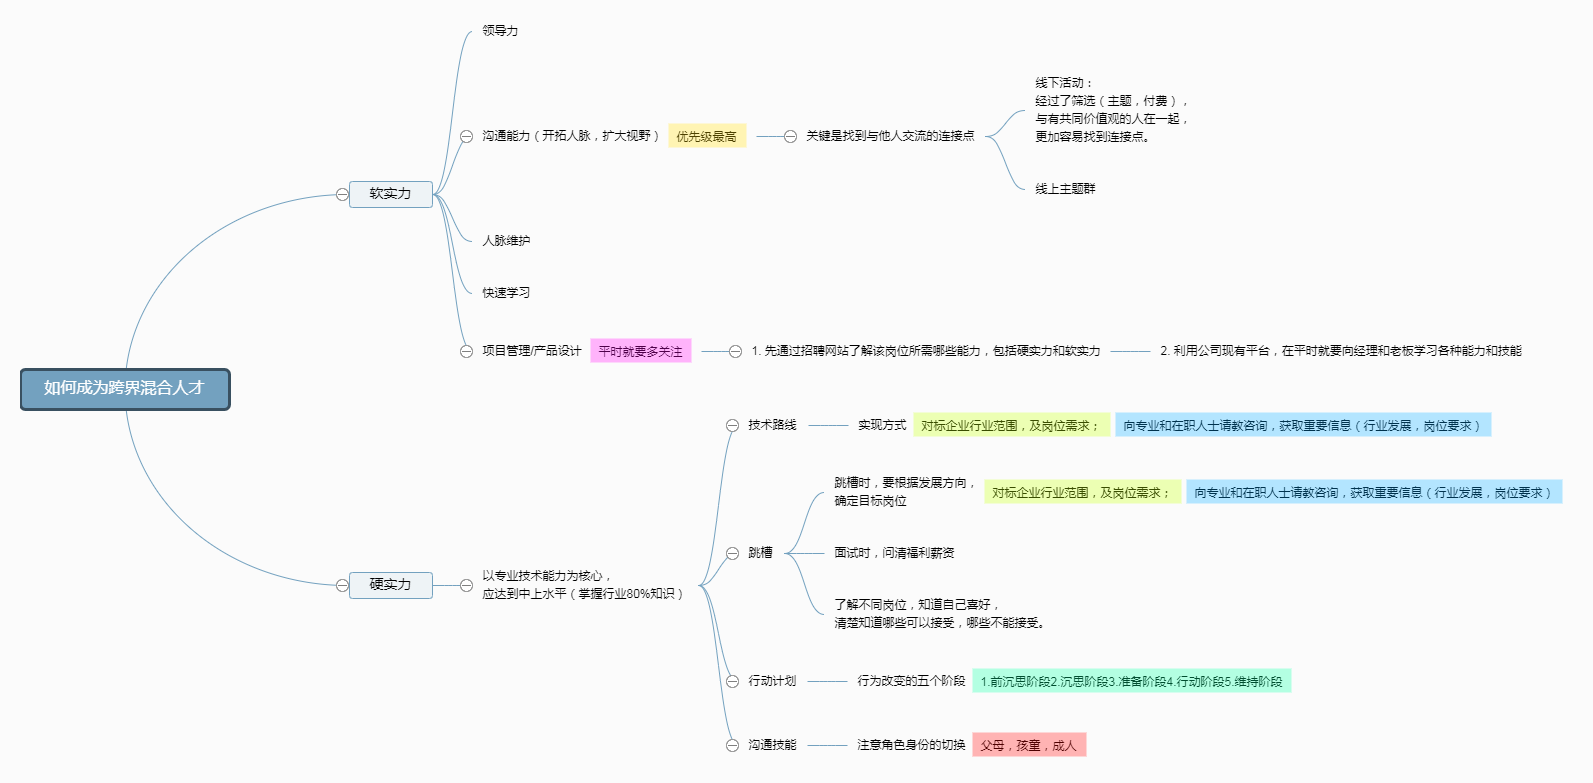 领导力
线下活动：
经过了筛选（主题，付费），
与有共同价值观的人在一起，
更加容易找到连接点。
沟通能力（开拓人脉，扩大视野） 优先级最高 关键是找到与他人交流的连接点
线上主题群
软实力
人脉维护
快速学习
项目管理/产品设计 平时就要多关注 1. 先通过招聘网站了解该岗位所需哪些能力，包括硬实力和软实力 2. 利用公司现有平台，在平时就要向经理和老板学习各种能力和技能
如何成为跨界混合人才
技术路线 实现方式 对标企业行业范围，及岗位需求； 向专业和在职人士请教咨询，获取重要信息（行业发展，岗位要求）
跳槽时，要根据发展方向，
确定目标岗位
对标企业行业范围，及岗位需求； 向专业和在职人士请教咨询，获取重要信息（行业发展，岗位要求）
跳槽 面试时，问清福利薪资
硬实力
以专业技术能力为核心，
应达到中上水平（掌握行业80%知识）
了解不同岗位，知道自己喜好，
清楚知道哪些可以接受，哪些不能接受。
行动计划 行为改变的五个阶段 1.前沉思阶段2.沉思阶段3.准备阶段4.行动阶段5.维持阶段
沟通技能 注意角色身份的切换 父母，孩童，成人